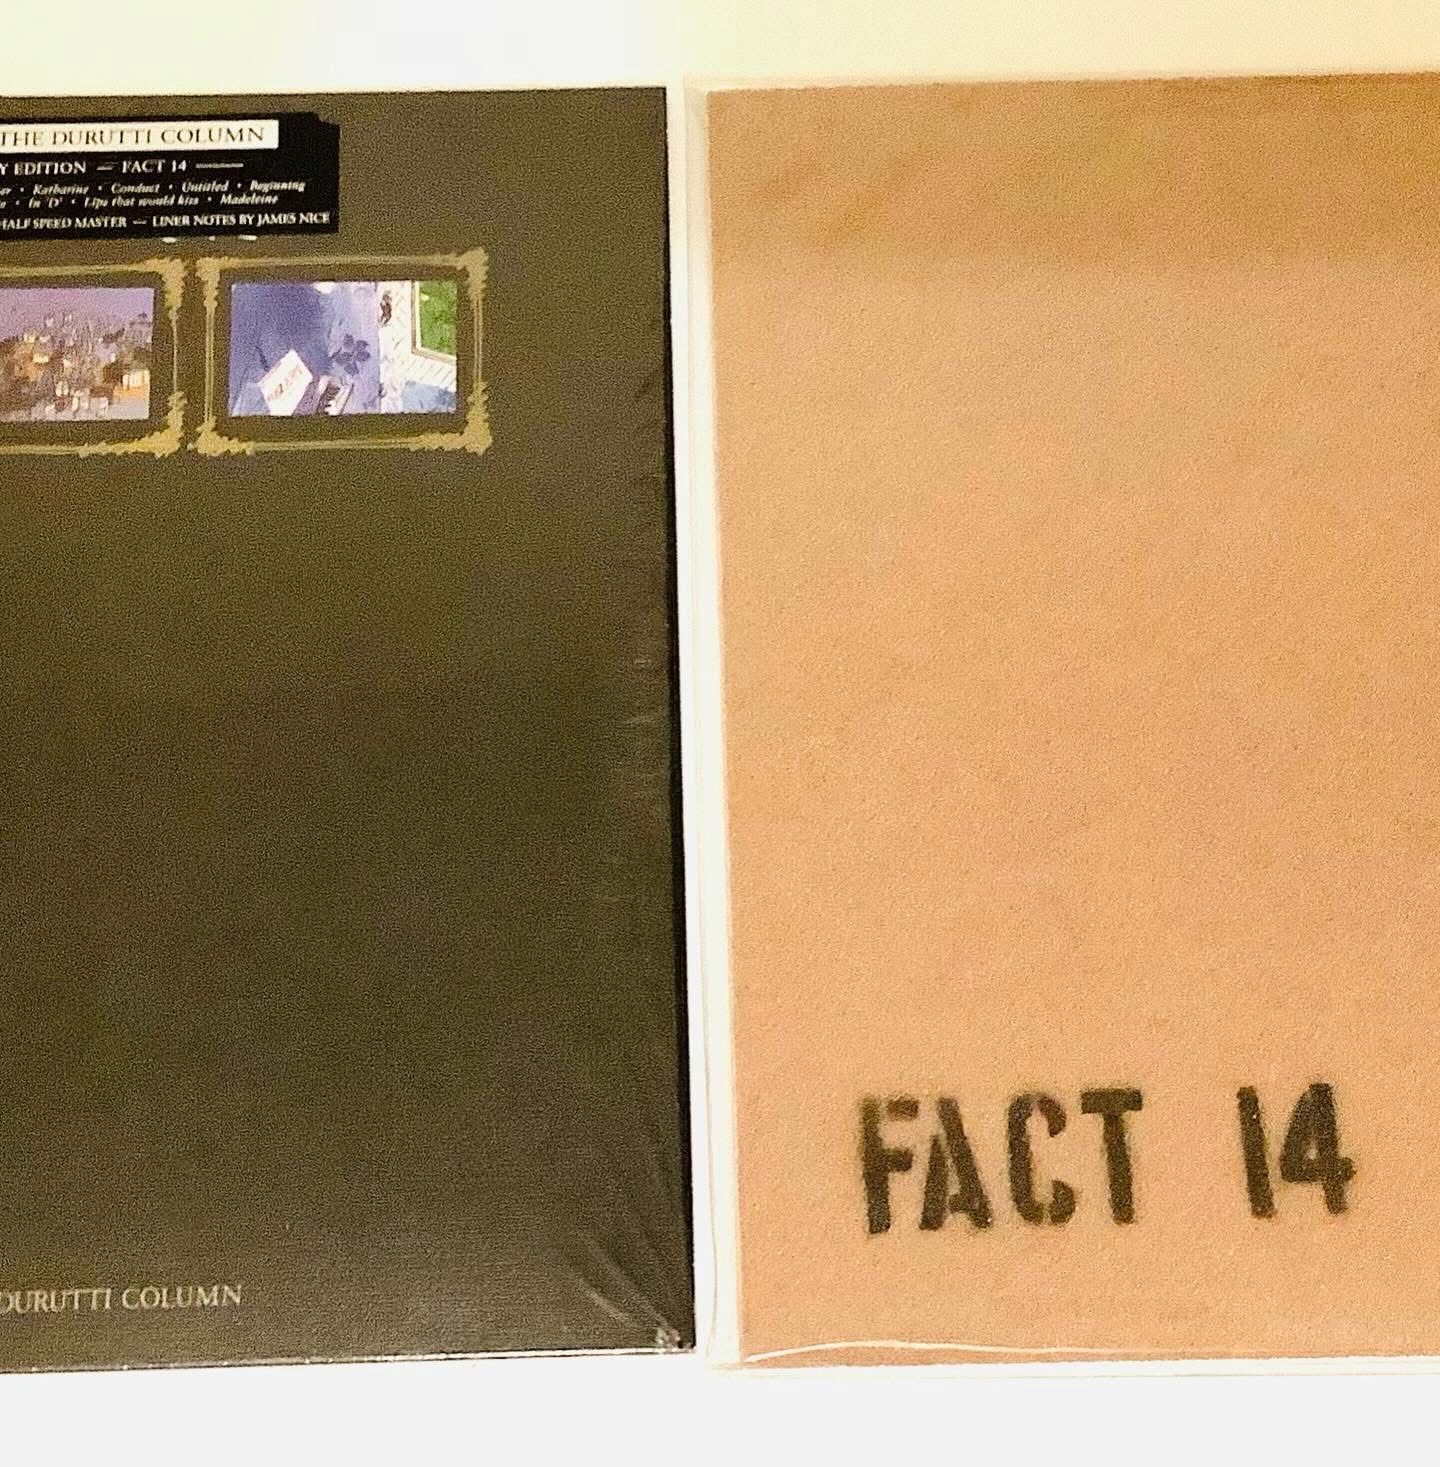 THE DURUTTI COLUMN
Y EDITION — FACT 14 —
er • Katharine • Conduct • Untitled • Beginning
• In 'D' • Lips that would kiss • Madeleine
HALF SPEED MASTER — LINER NOTES BY JAMES NICE
DURUTTI COLUMN
FACT 14